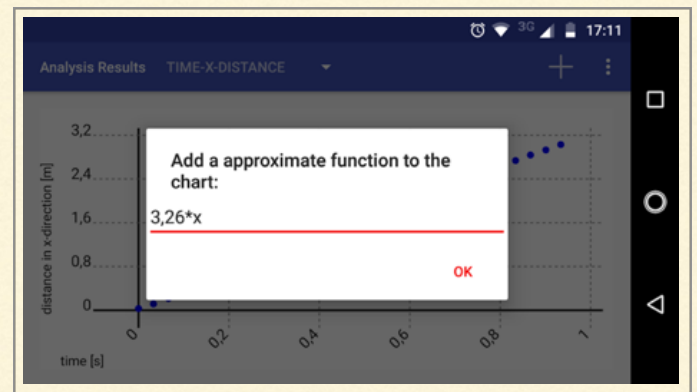 3G 17:11
Analysis Results TIME-X-DISTANCE
3,2
Add a approximate function to the
chart:
2,4
3,26*x
1,6
0,8
OK
0
distance in x-direction [m]
0 0,2 0,4 0,6 0,8 1
time [s]